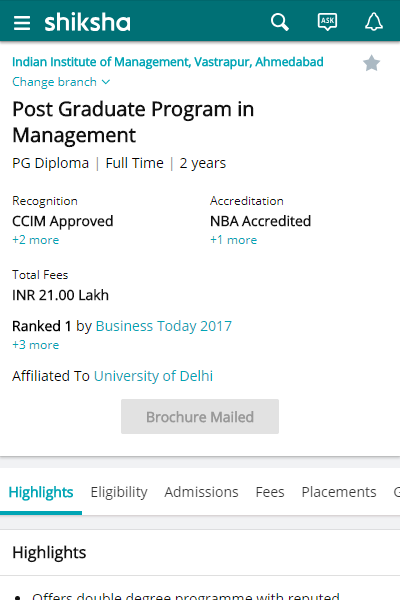 shiksha
ASK
Indian Institute of Management, Vastrapur, Ahmedabad
Change branch
Post Graduate Program in
Management
PG Diploma | Full Time | 2 years
Recognition
CCIM Approved
+2 more
Accreditation
NBA Accredited
+1 more
Total Fees
INR 21.00 Lakh
Ranked 1 by Business Today 2017
+3 more
Affiliated To University of Delhi
Brochure Mailed
Highlights Eligibility Admissions Fees Placements
Highlights
• Offers double degree programme with reputed